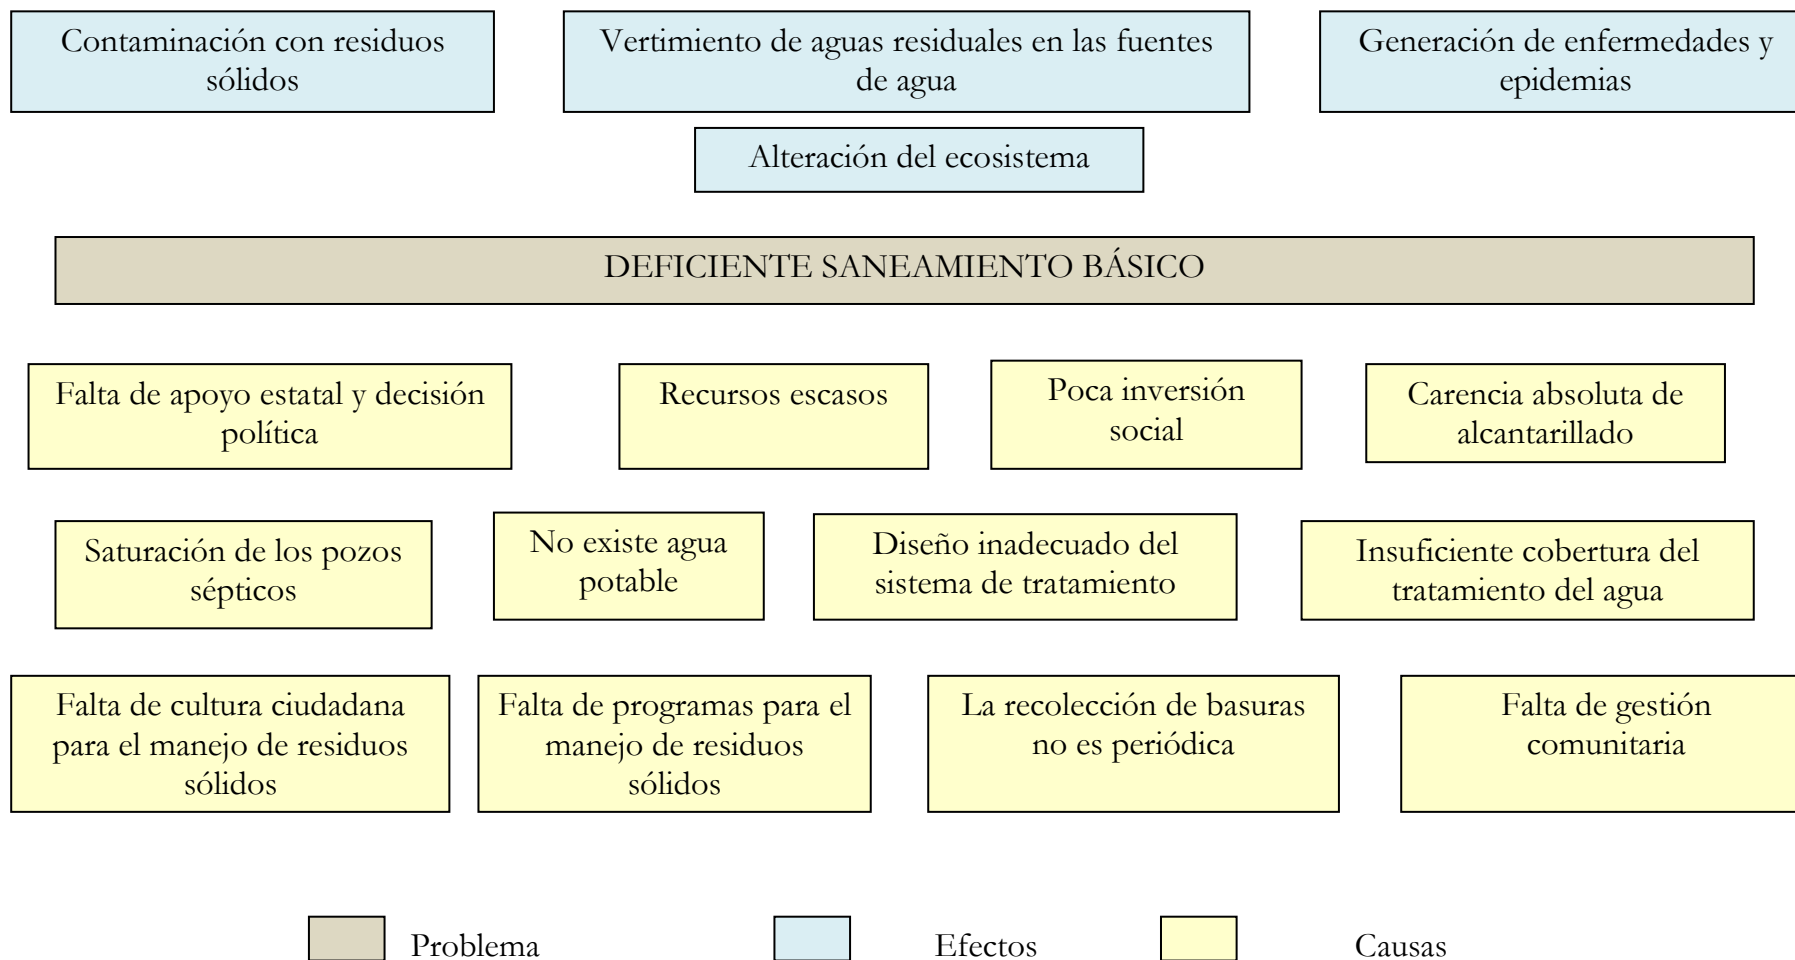 Contaminación con residuos
sólidos
Vertimiento de aguas residuales en las fuentes
de agua
Generación de enfermedades y
epidemias
Alteración del ecosistema
DEFICIENTE SANEAMIENTO BÁSICO
Falta de apoyo estatal y decisión
política
Recursos escasos
Poca inversión
social
Carencia absoluta de
alcantarillado
Saturación de los pozos
sépticos
No existe agua
potable
Diseño inadecuado del
sistema de tratamiento
Insuficiente cobertura del
tratamiento del agua
Falta de cultura ciudadana
para el manejo de residuos
sólidos
Falta de programas para el
manejo de residuos
sólidos
La recolección de basuras
no es periódica
Falta de gestión
comunitaria
Problema
Efectos
Causas